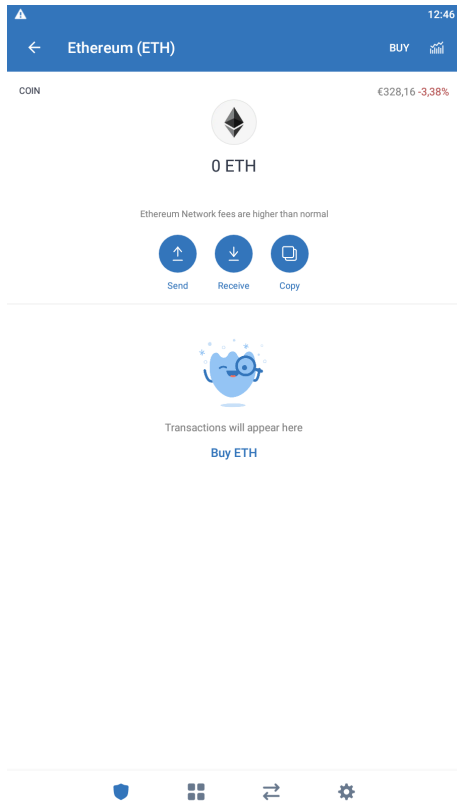 12:46
Ethereum (ETH)
BUY
COIN
€328,16 -3,38%
0 ETH
Ethereum Network fees are higher than normal
Send
Receive
Copy
Transactions will appear here
Buy ETH